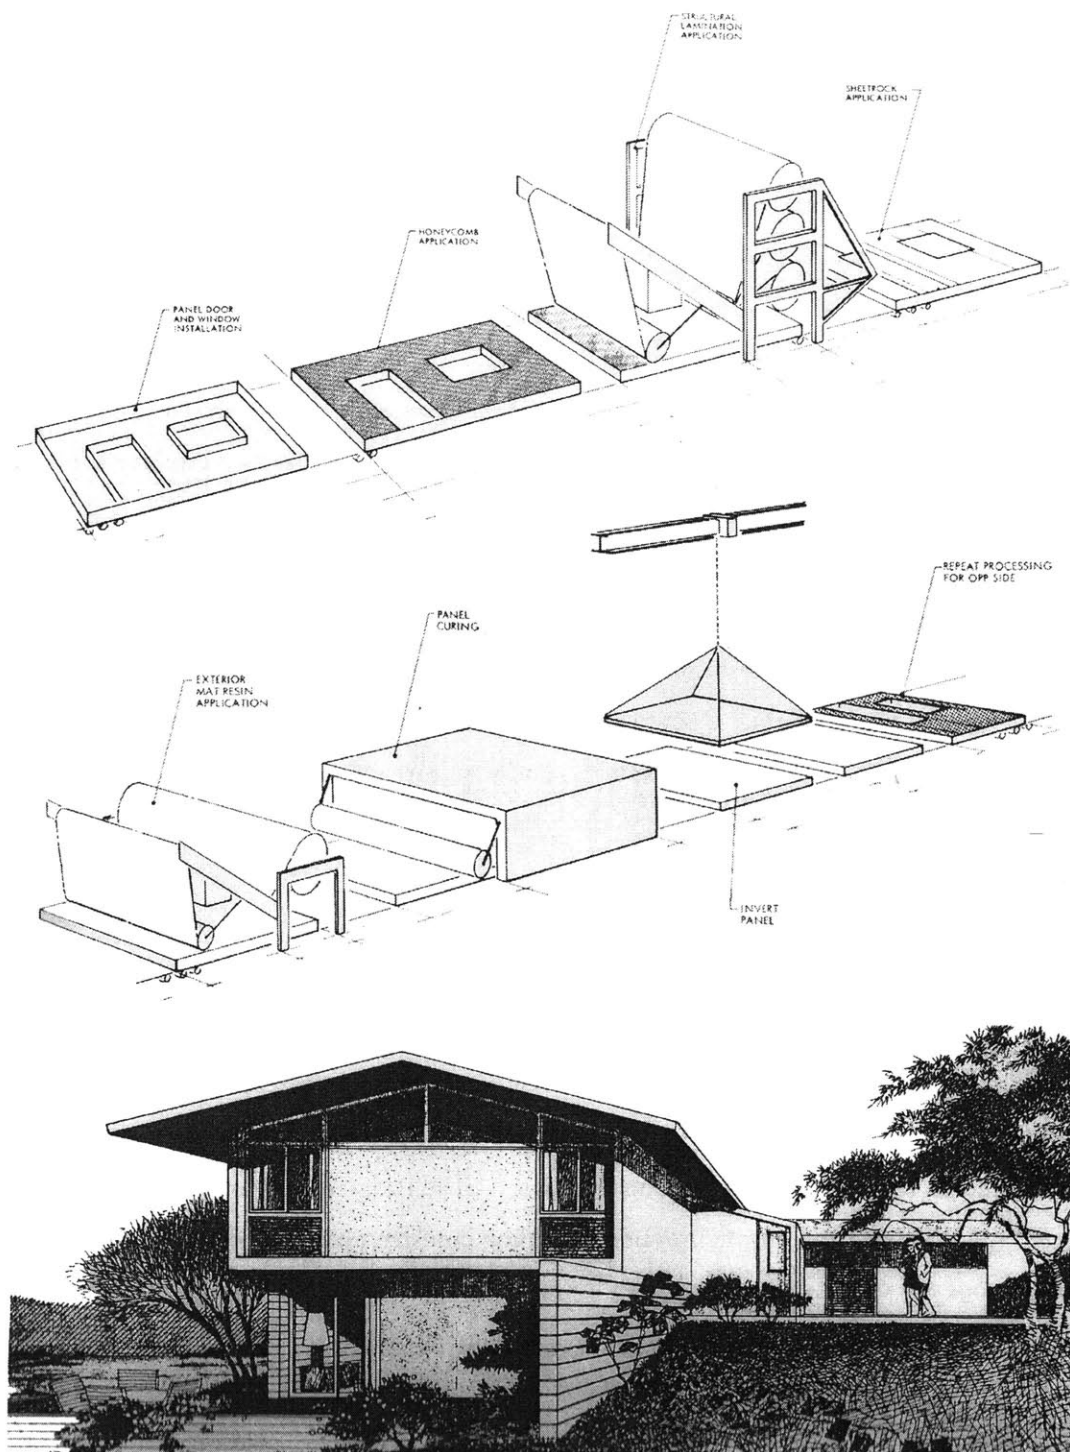 STRUCTURAL
LAMINATION
APPLICATION
SHEETROCK
APPLICATION
HONEYCOMB
APPLICATION
PANEL DOOR
AND WINDOW
INSTALLATION
REPEAT PROCESSING
FOR OPP SIDE
PANEL
CURING
EXTERIOR
MAT RESIN
APPLICATION
INVERT
PANEL